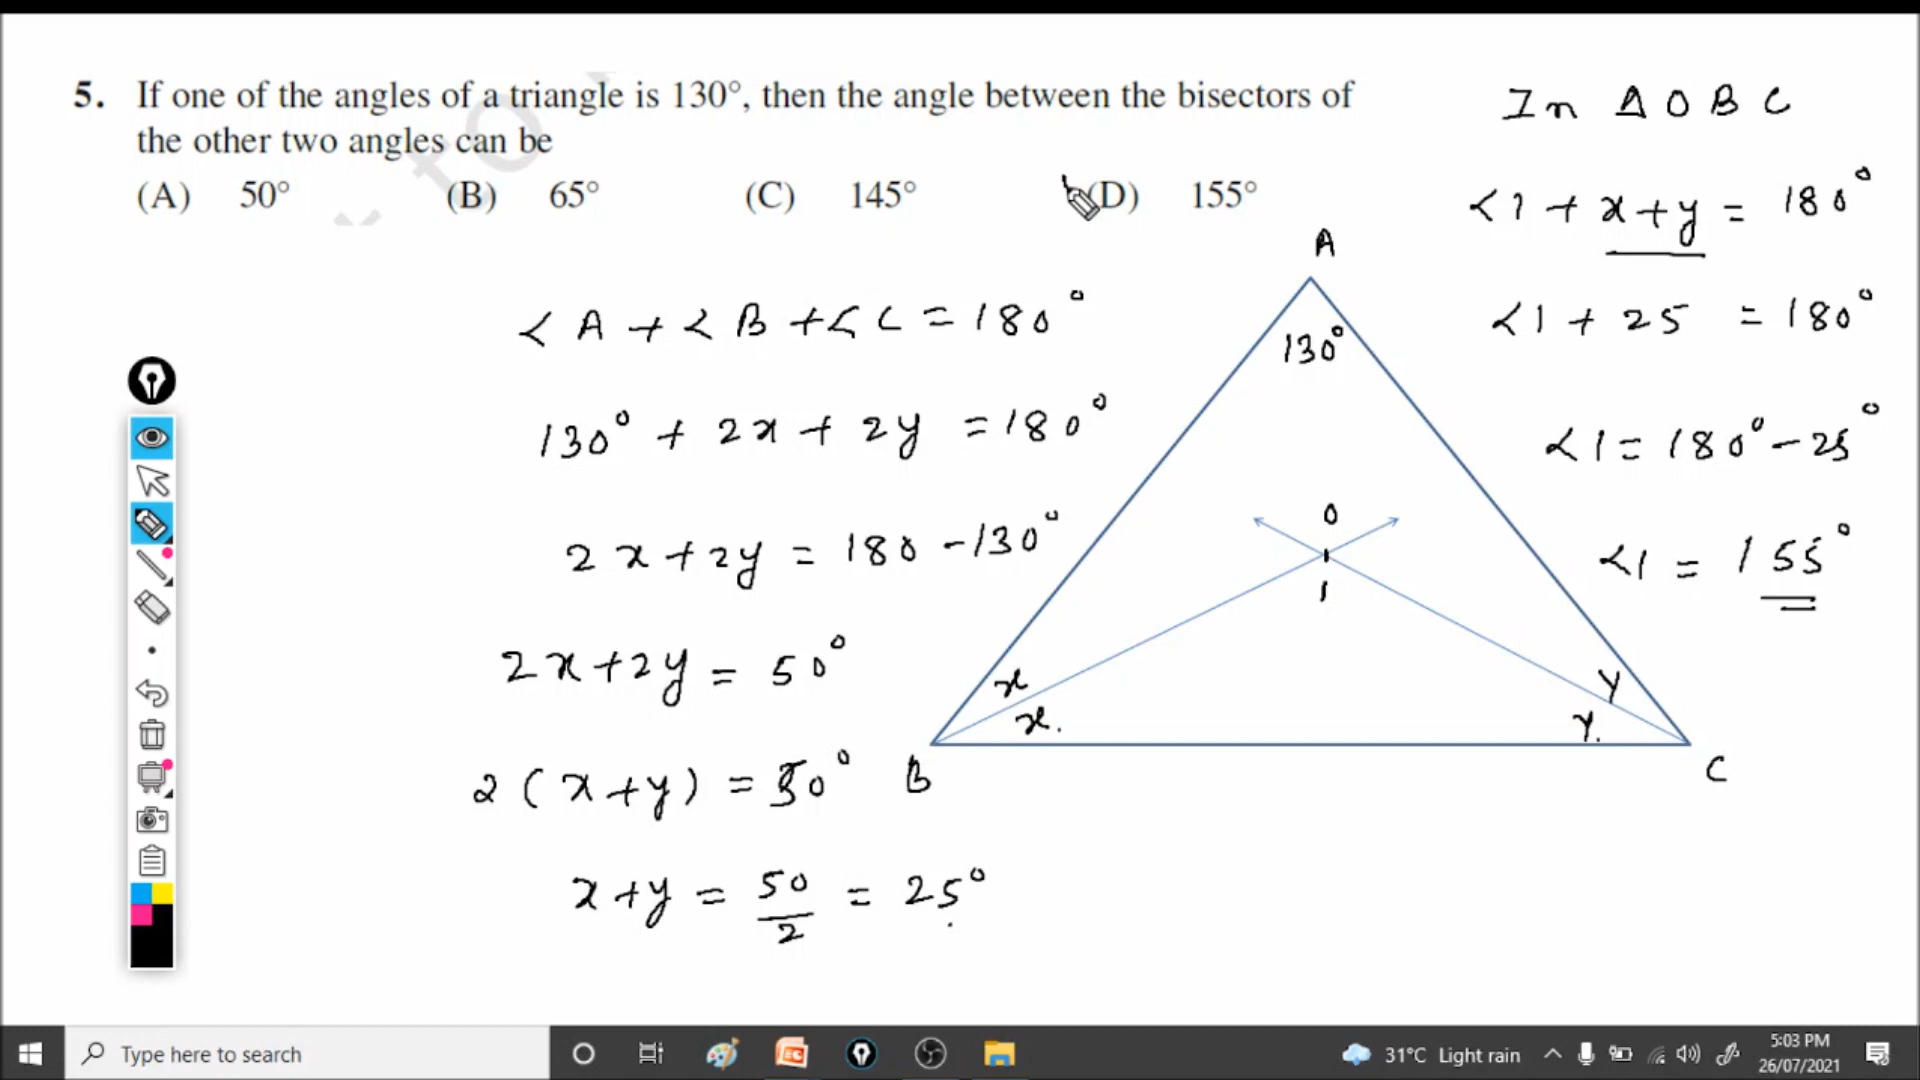 5. If one of the angles of a triangle is 130°, then the angle between the bisectors of
the other two angles can be
(A) 50° (B) 65° (C) 145° (D) 155°
∠A + ∠B + ∠C = 180°
130° + 2x + 2y = 180°
2x + 2y = 180 - 130°
2x + 2y = 50°
2(x+y) = 50°
x+y = 50/2 = 25°
A
130°
O
1
x
x.
y
y.
B
C
In Δ OBC
∠1 + x+y = 180°
∠1 + 25 = 180°
∠1 = 180° - 25°
∠1 = 155°
Type here to search
31°C Light rain
5:03 PM
26/07/2021